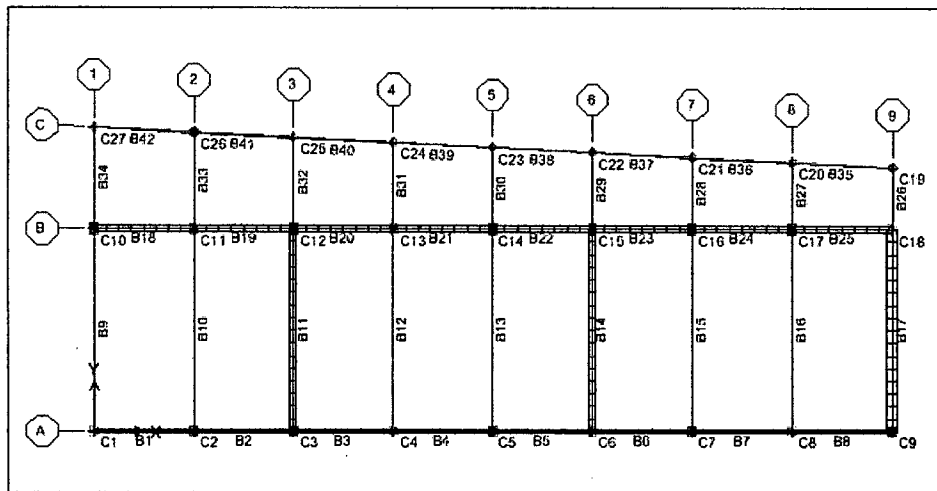 1 2 3 4 5 6 7 8 9
C
C27 B42 C26 B41 C25 B40 C24 B39 C23 B38 C22 B37 C21 B36 C20 B35 C19
B34 B33 B32 B31 B30 B29 B28 B27 B26
B
C10 B18 C11 B19 C12 B20 C13 B21 C14 B22 C15 B23 C16 B24 C17 B25 C18
B9 B10 B11 B12 B13 B14 B15 B16 B17
Y
X
A
C1 B1 C2 B2 C3 B3 C4 B4 C5 B5 C6 B6 C7 B7 C8 B8 C9